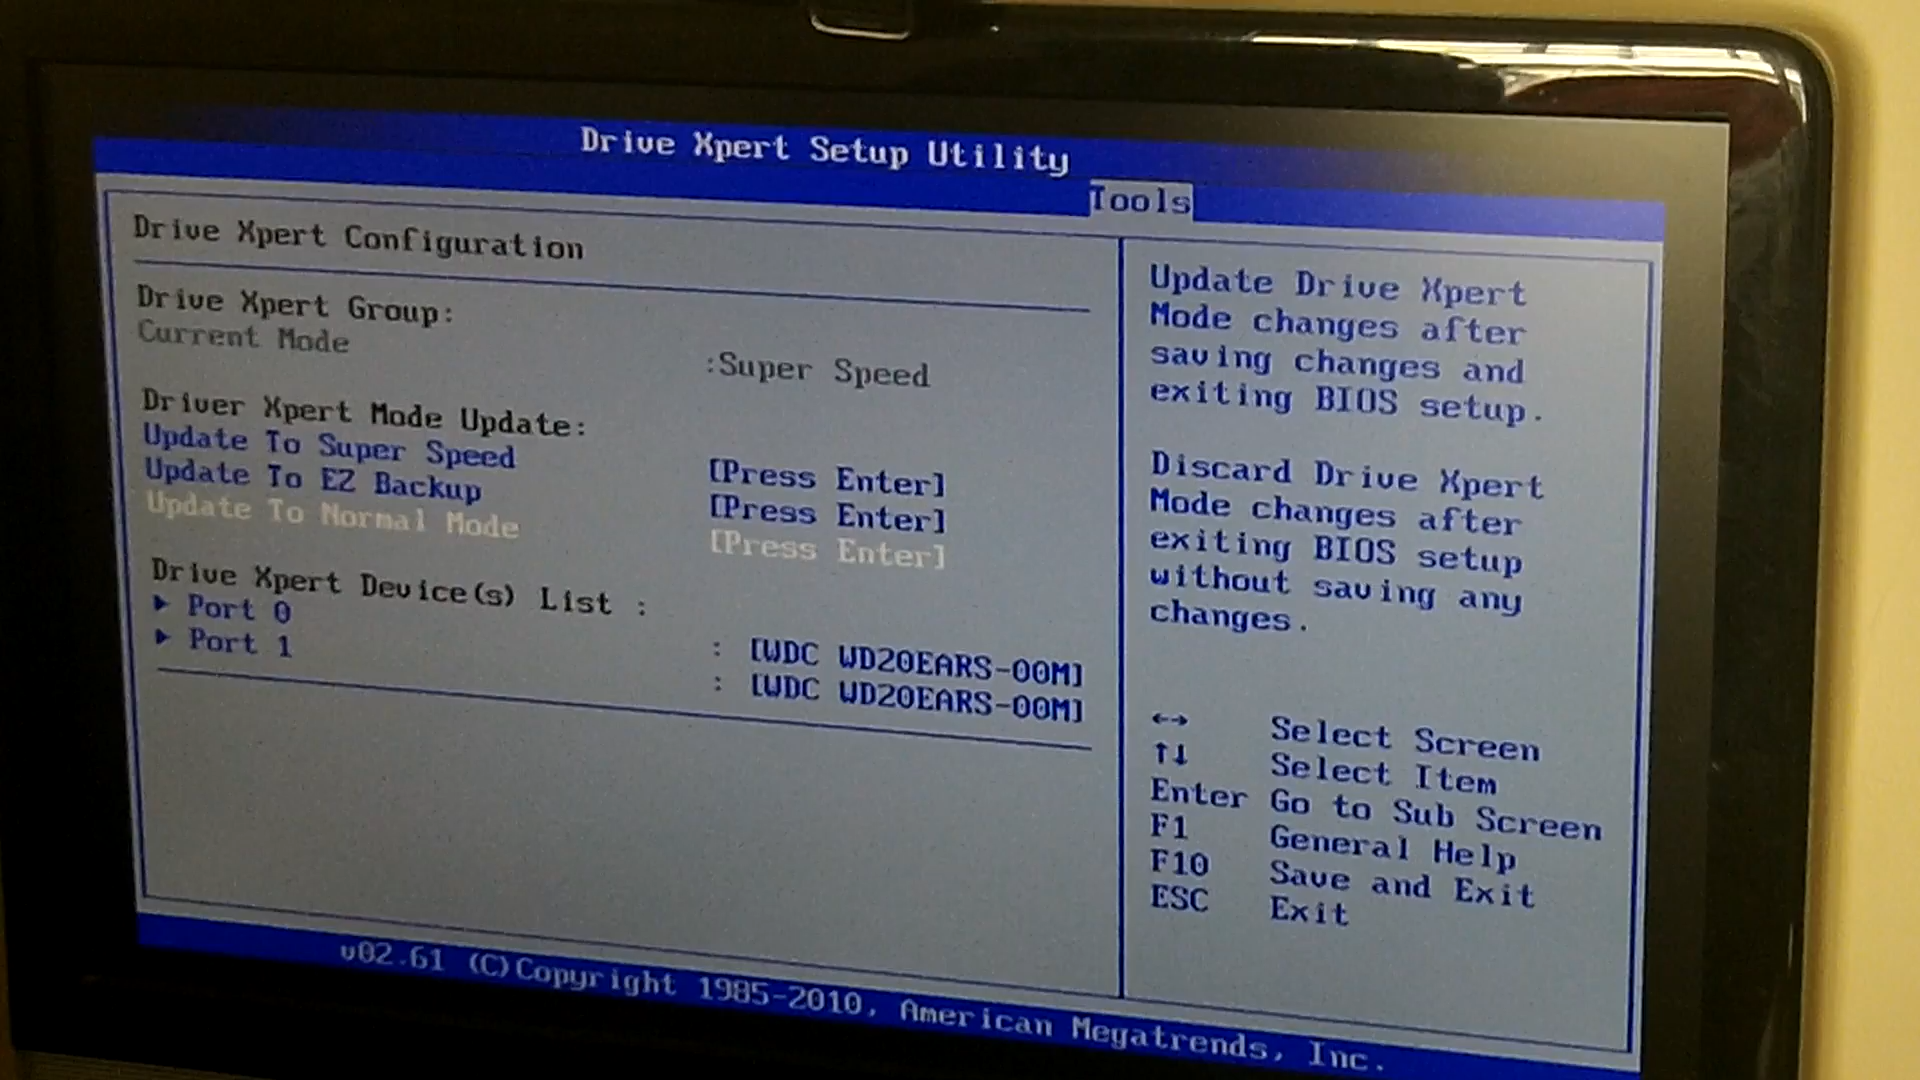 Drive Xpert Setup Utility
Tools
Drive Xpert Configuration
Drive Xpert Group:
Current Mode :Super Speed
Driver Xpert Mode Update:
Update To Super Speed [Press Enter]
Update To EZ Backup [Press Enter]
Update To Normal Mode [Press Enter]
Drive Xpert Device(s) List :
Port 0 : [WDC WD20EARS-00M]
Port 1 : [WDC WD20EARS-00M]
Update Drive Xpert
Mode changes after
saving changes and
exiting BIOS setup.
Discard Drive Xpert
Mode changes after
exiting BIOS setup
without saving any
changes.
←→ Select Screen
↑↓ Select Item
Enter Go to Sub Screen
F1 General Help
F10 Save and Exit
ESC Exit
v02.61 (C)Copyright 1985-2010, American Megatrends, Inc.